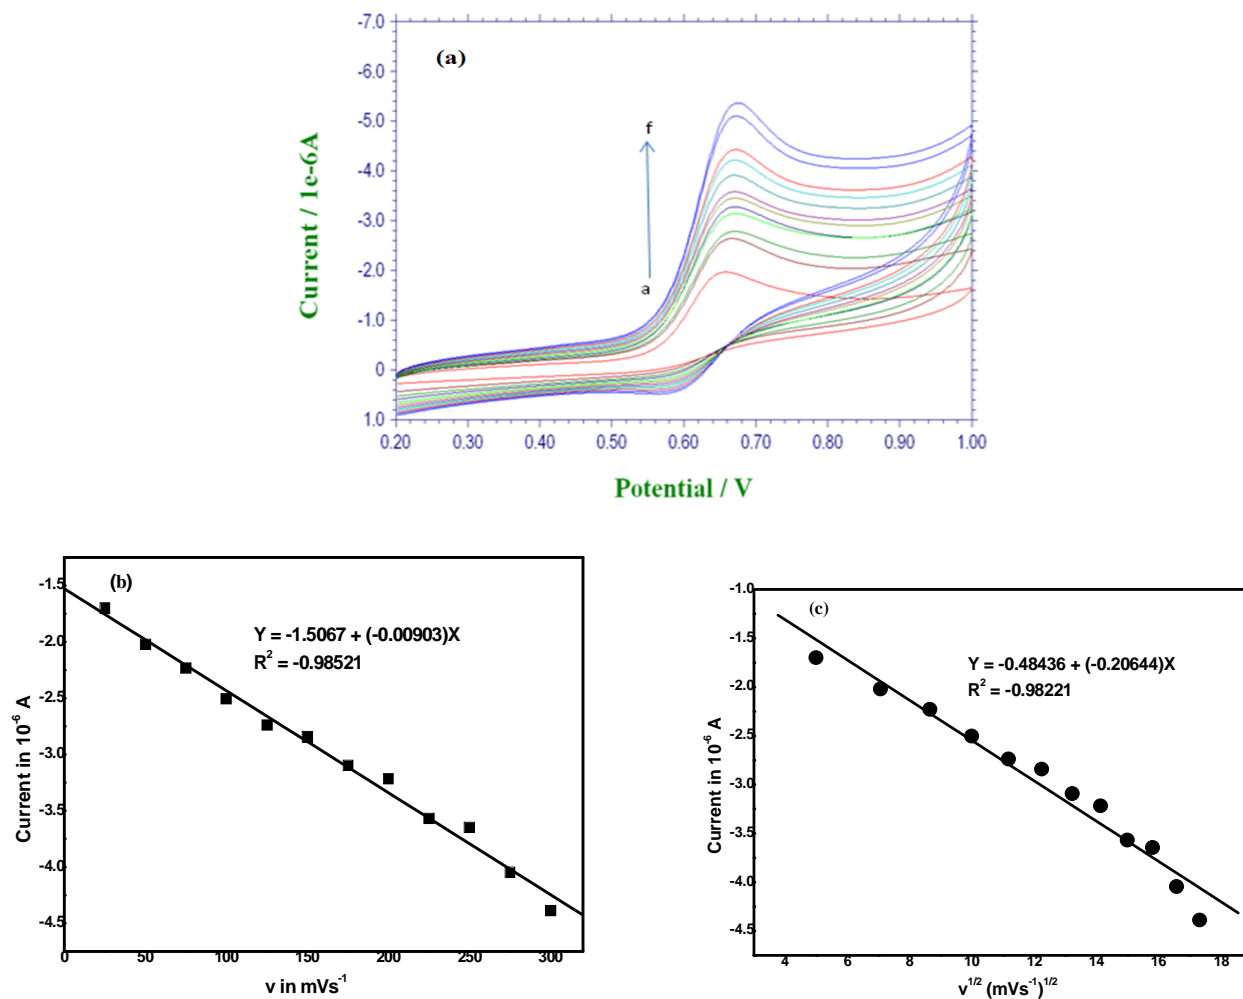 -7.0
(a)
-6.0
-5.0
f
-4.0
Current / 1e-6A
-3.0
-2.0
a
-1.0
0
1.0
0.20 0.30 0.40 0.50 0.60 0.70 0.80 0.90 1.00
Potential / V
(b)
-1.5
Y = -1.5067 + (-0.00903)X
R² = -0.98521
-2.0
-2.5
-3.0
-3.5
-4.0
-4.5
Current in 10⁻⁶ A
0 50 100 150 200 250 300
v in mVs⁻¹
-1.0
(c)
-1.5
Y = -0.48436 + (-0.20644)X
R² = -0.98221
-2.0
-2.5
-3.0
-3.5
-4.0
-4.5
Current in 10⁻⁶ A
4 6 8 10 12 14 16 18
v¹ᐟ² (mVs⁻¹)¹ᐟ²